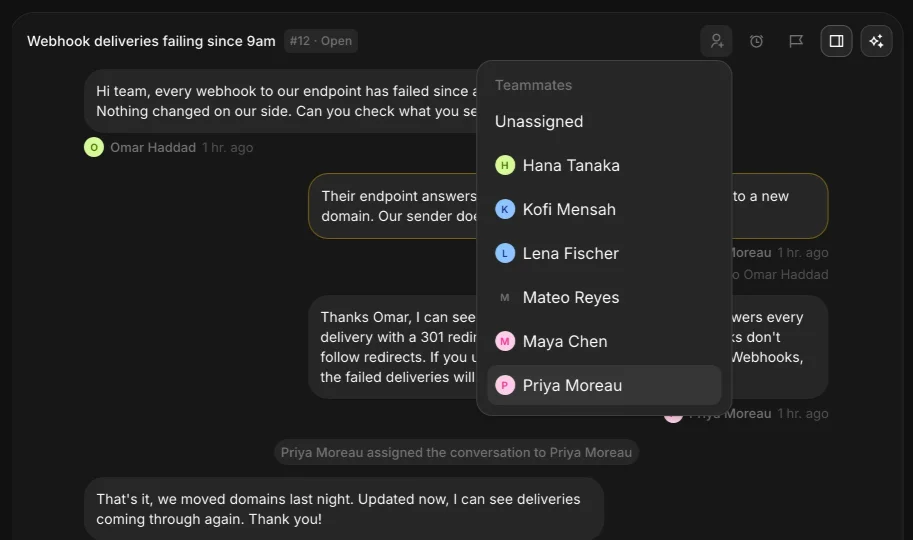 Webhook deliveries failing since 9am #12 · Open
Hi team, every webhook to our endpoint has failed since
Nothing changed on our side. Can you check what you
O Omar Haddad 1 hr. ago
Their endpoint answers to a new
domain. Our sender
Moreau 1 hr. ago
Omar Haddad
Thanks Omar, I can see every
delivery with a 301 don't
follow redirects. If you Webhooks,
the failed deliveries will
Priya Moreau 1 hr. ago
Priya Moreau assigned the conversation to Priya Moreau
That's it, we moved domains last night. Updated now, I can see deliveries
coming through again. Thank you!
Teammates
Unassigned
H Hana Tanaka
K Kofi Mensah
L Lena Fischer
M Mateo Reyes
M Maya Chen
P Priya Moreau